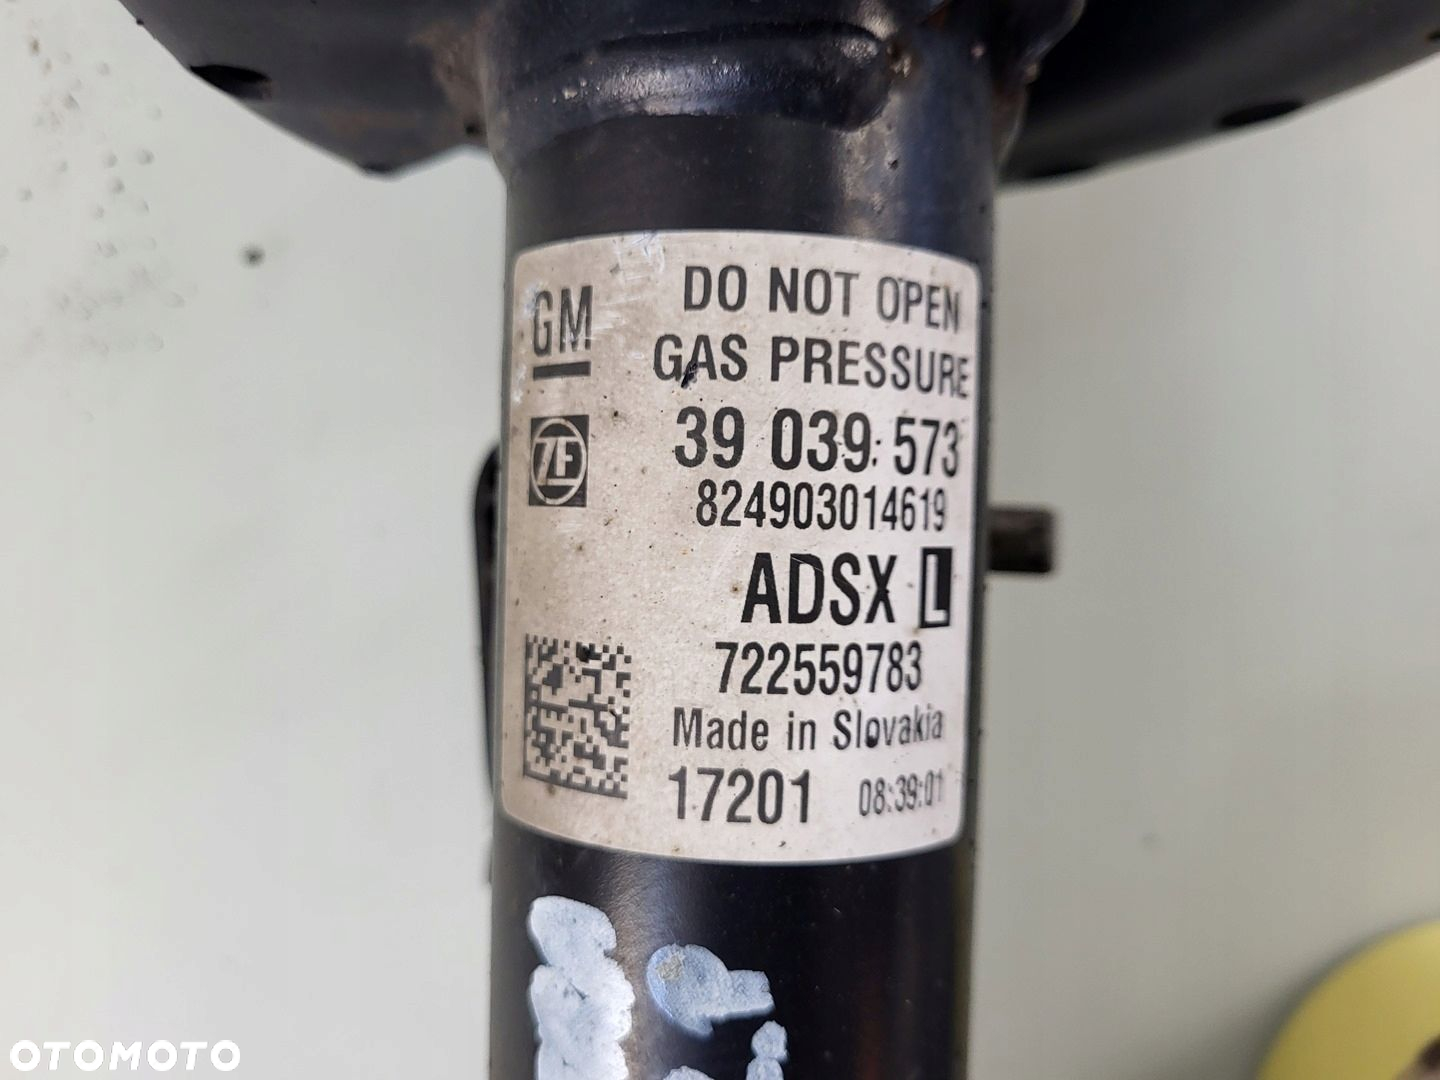 GM
DO NOT OPEN
GAS PRESSURE
ZF
39 039 573
824903014619
ADSX L
722559783
Made in Slovakia
17201 08:39:01
OTOMOTO